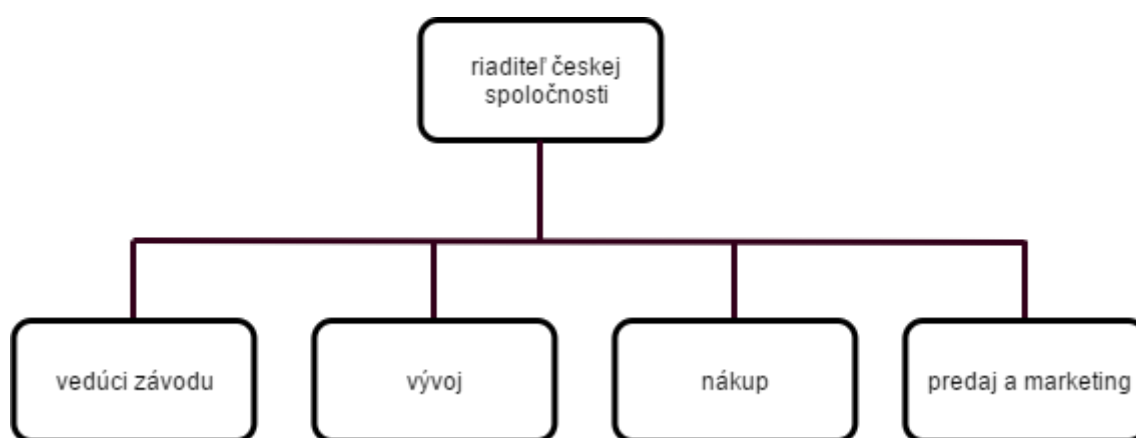 riaditeľ českej
spoločnosti
vedúci závodu
vývoj
nákup
predaj a marketing